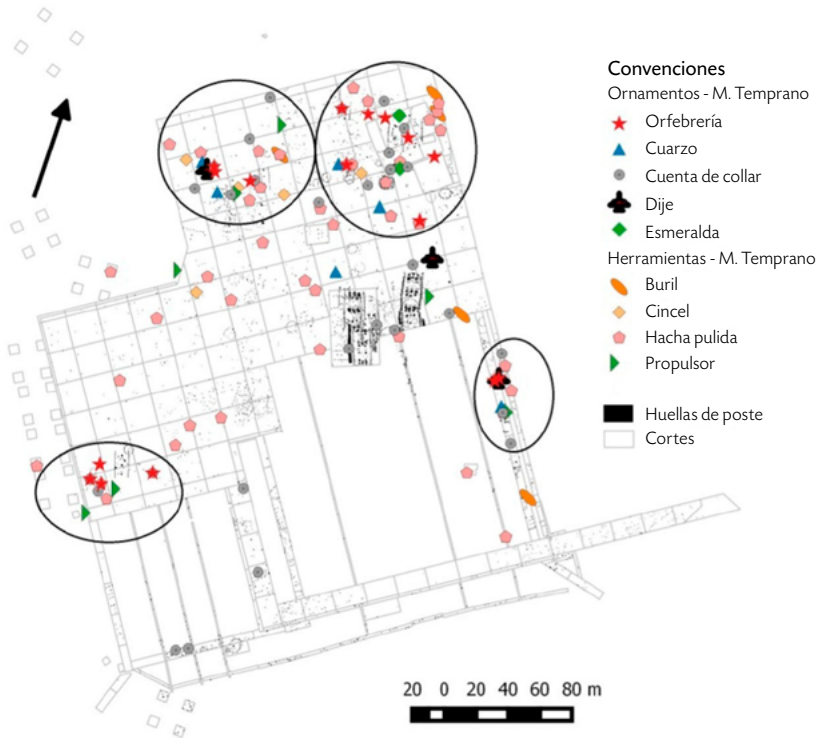 Convenciones
Ornamentos - M. Temprano
Orfebrería
Cuarzo
Cuenta de collar
Dije
Esmeralda
Herramientas - M. Temprano
Buril
Cincel
Hacha pulida
Propulsor
Huellas de poste
Cortes
20 0 20 40 60 80 m